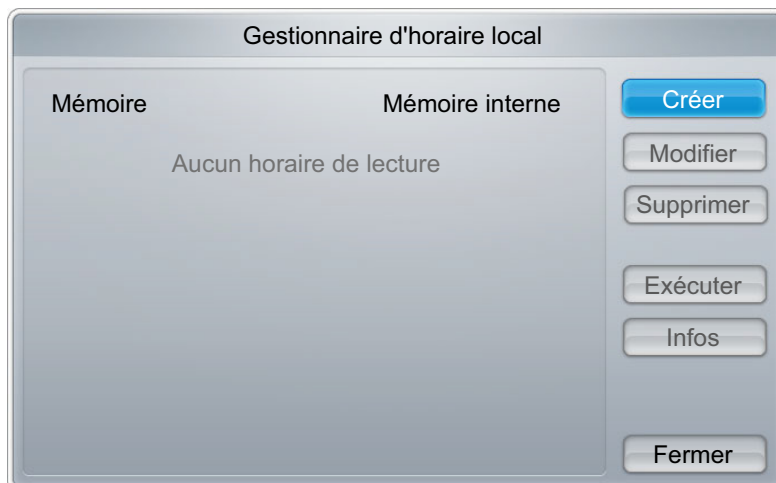 Gestionnaire d'horaire local
Mémoire Mémoire interne
Aucun horaire de lecture
Créer
Modifier
Supprimer
Exécuter
Infos
Fermer